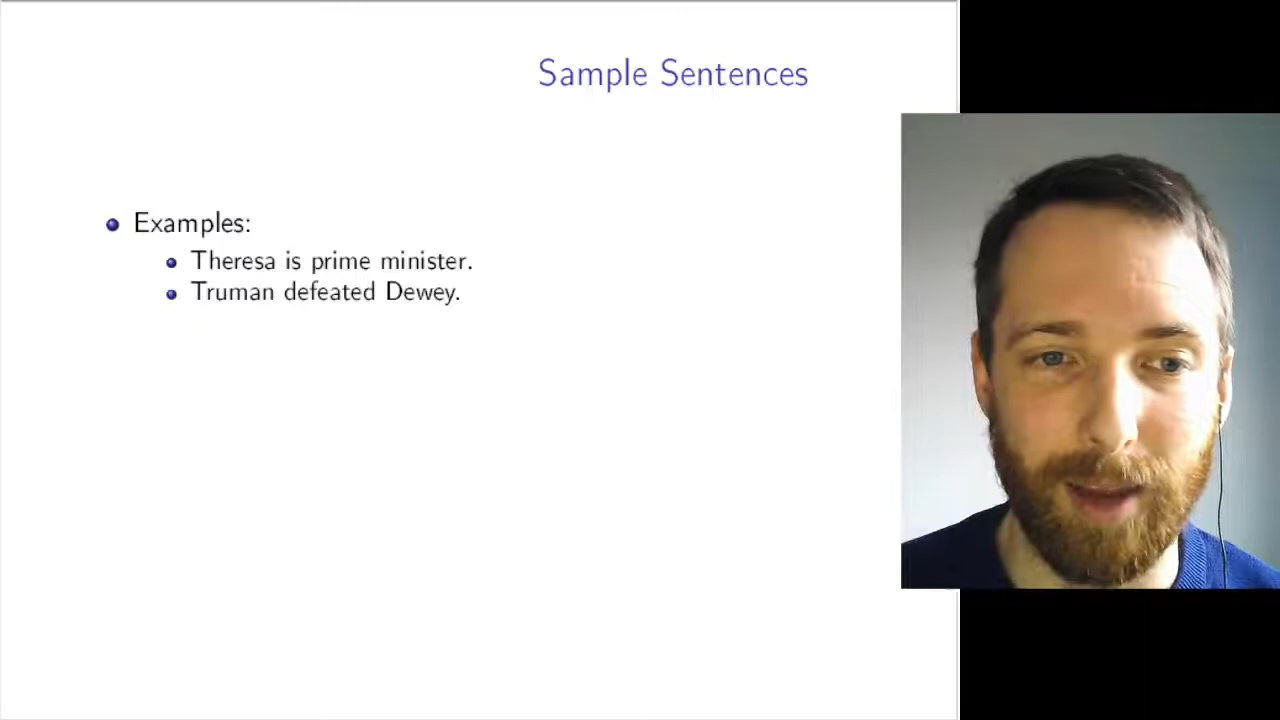 Sample Sentences
Examples:
Theresa is prime minister.
Truman defeated Dewey.